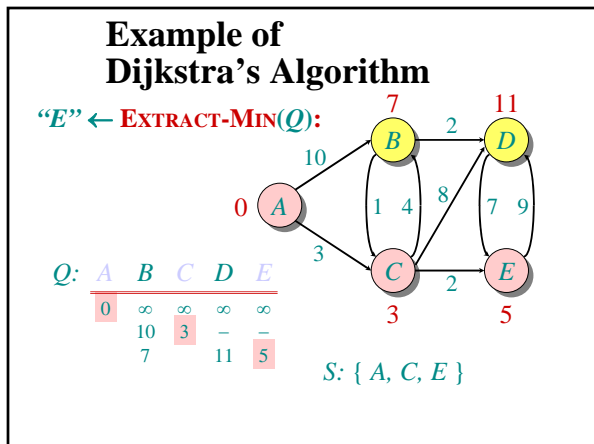 Example of
Dijkstra's Algorithm
“E” ← EXTRACT-MIN(Q):
7
11
B
2
D
10
0
A
1
4
8
7
9
3
C
2
E
3
5
Q: A B C D E
0 ∞ ∞ ∞ ∞
10 3 – –
7 11 5
S: { A, C, E }